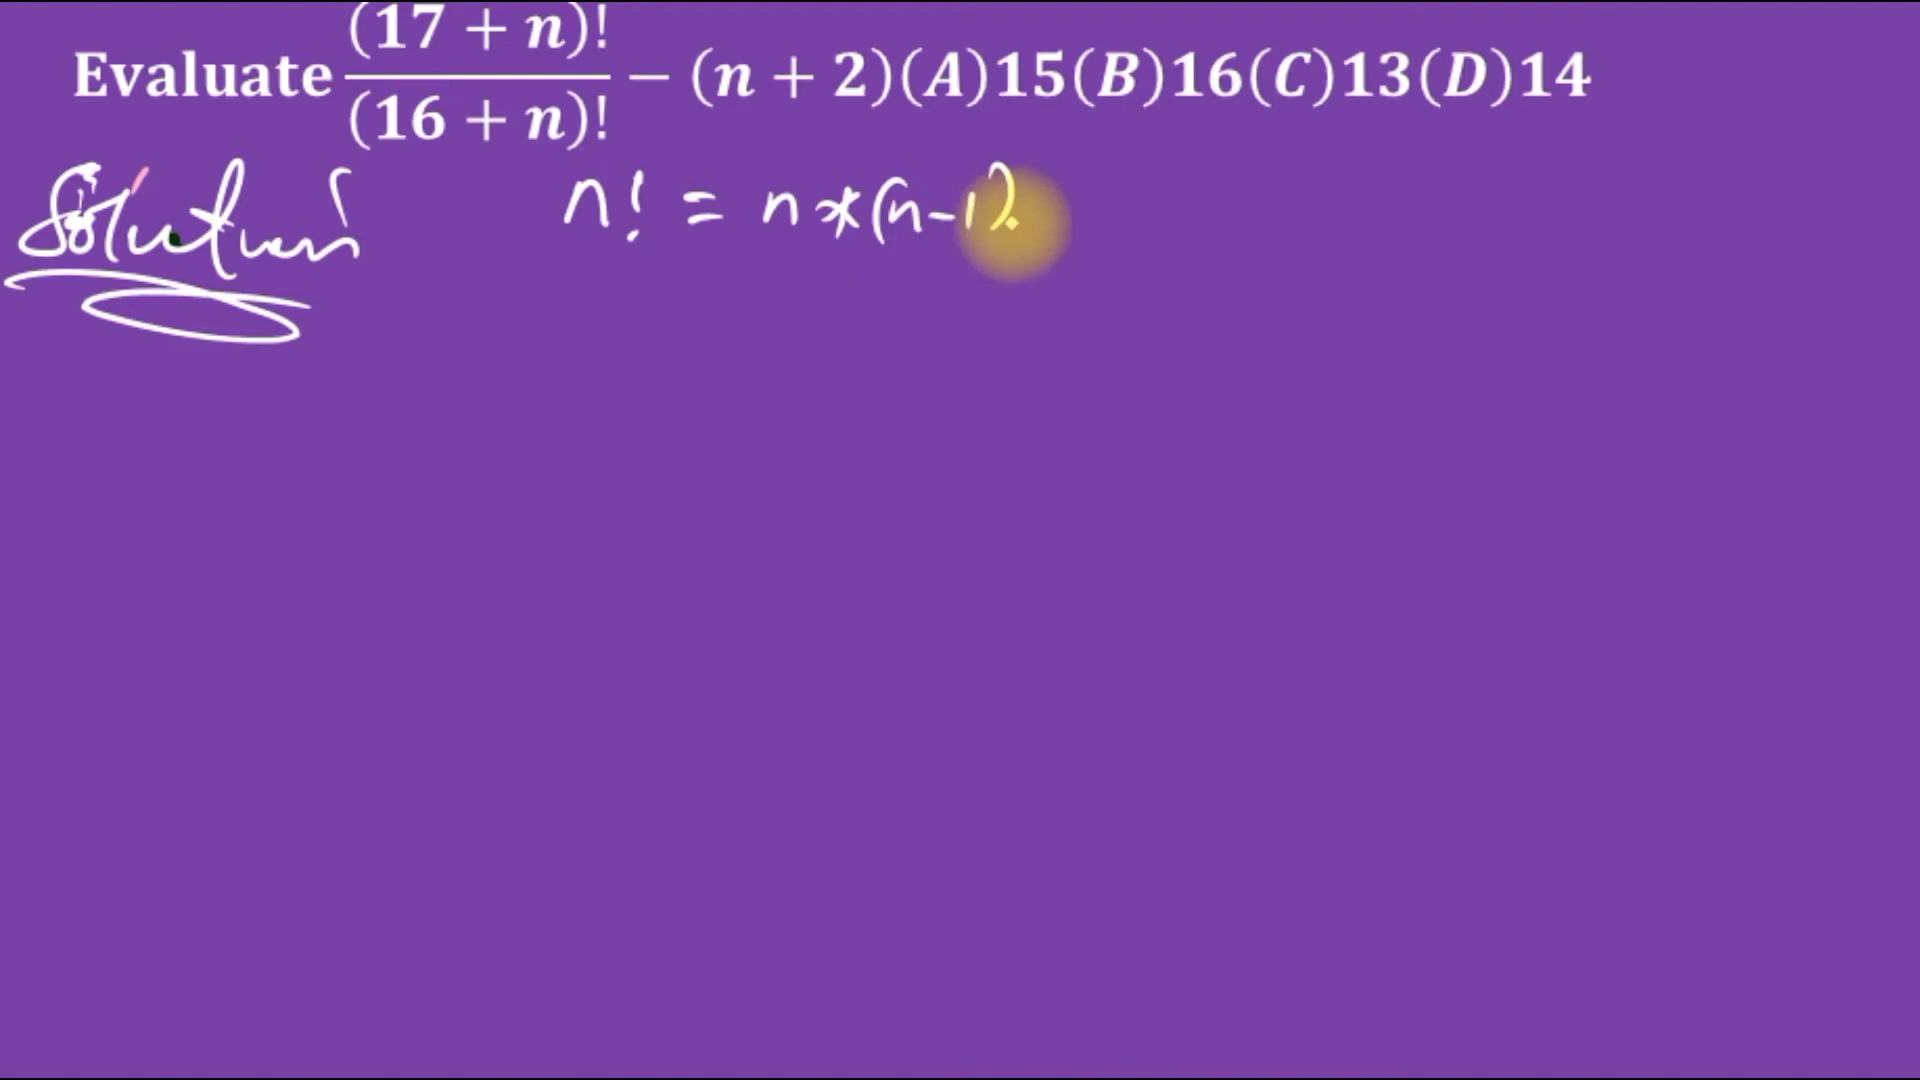 Evaluate (17 + n)! / (16 + n)! − (n + 2)(A)15(B)16(C)13(D)14
Solution
n! = n*(n-1).